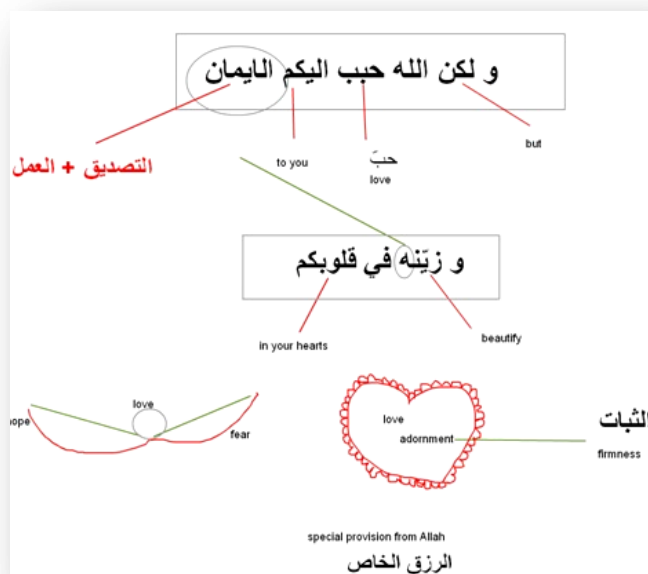 و لكن الله حبب اليكم الايمان
but
حبّ
love
to you
التصديق + العمل
و زيّنه في قلوبكم
beautify
in your hearts
love
hope
fear
love
adornment
الثبات
firmness
special provision from Allah
الرزق الخاص